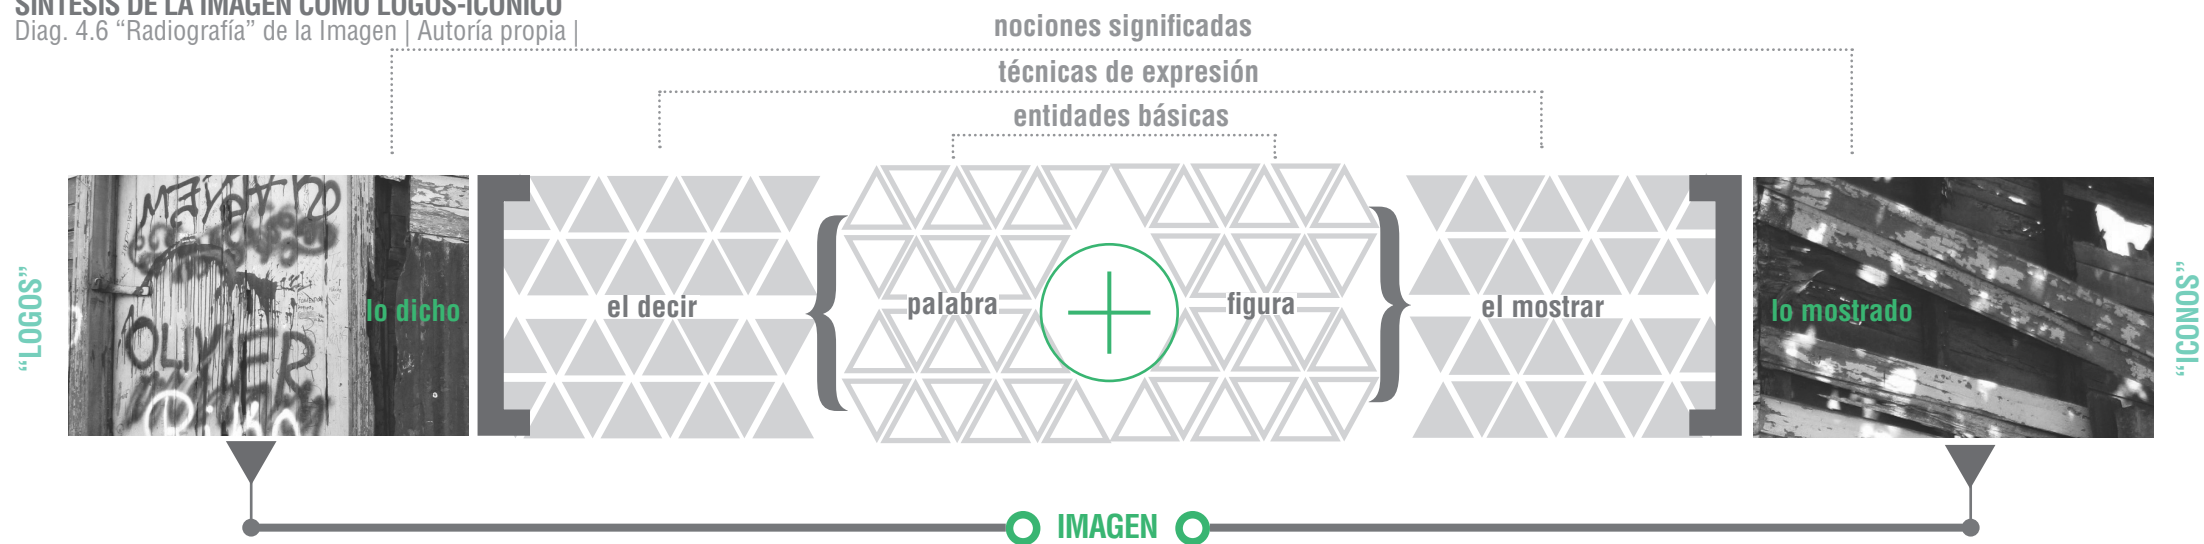 SÍNTESIS DE LA IMAGEN COMO LOGOS-ICÓNICO
Diag. 4.6 “Radiografía” de la Imagen | Autoría propia |
nociones significadas
técnicas de expresión
entidades básicas
“LOGOS”
OLIVIER
lo dicho
el decir
palabra
figura
el mostrar
lo mostrado
“ICONOS”
IMAGEN